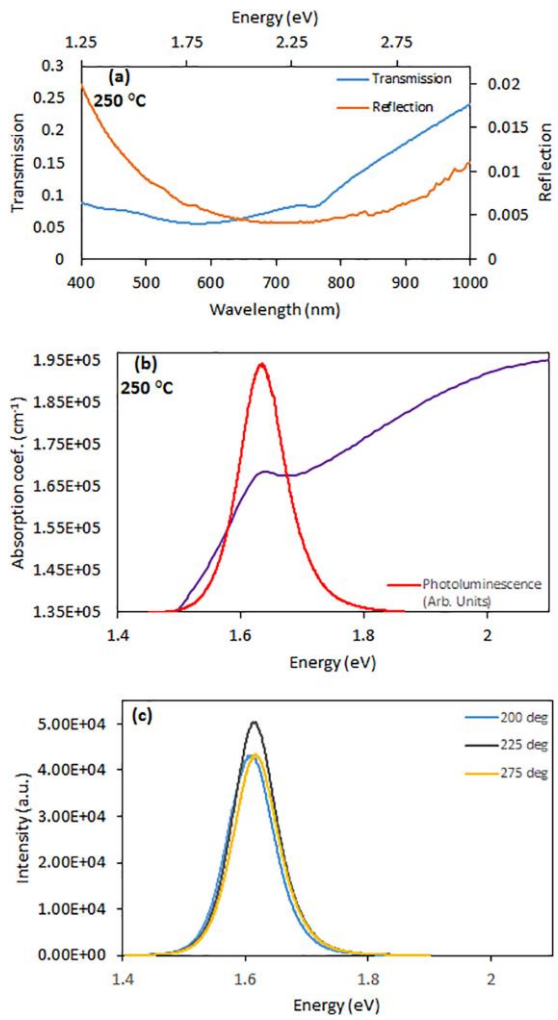 Energy (eV)
1.25 1.75 2.25 2.75
(a)
250 °C
Transmission
Reflection
0.3
0.25
0.2
0.15
0.1
0.05
0
Transmission
0.02
0.015
0.01
0.005
0
Reflection
400 500 600 700 800 900 1000
Wavelength (nm)
(b)
250 °C
1.95E+05
1.85E+05
1.75E+05
1.65E+05
1.55E+05
1.45E+05
1.35E+05
Absorption coef. (cm-1)
Photoluminescence
(Arb. Units)
1.4 1.6 1.8 2
Energy (eV)
(c)
200 deg
225 deg
275 deg
5.00E+04
4.00E+04
3.00E+04
2.00E+04
1.00E+04
0.00E+00
Intensity (a.u.)
1.4 1.6 1.8 2
Energy (eV)